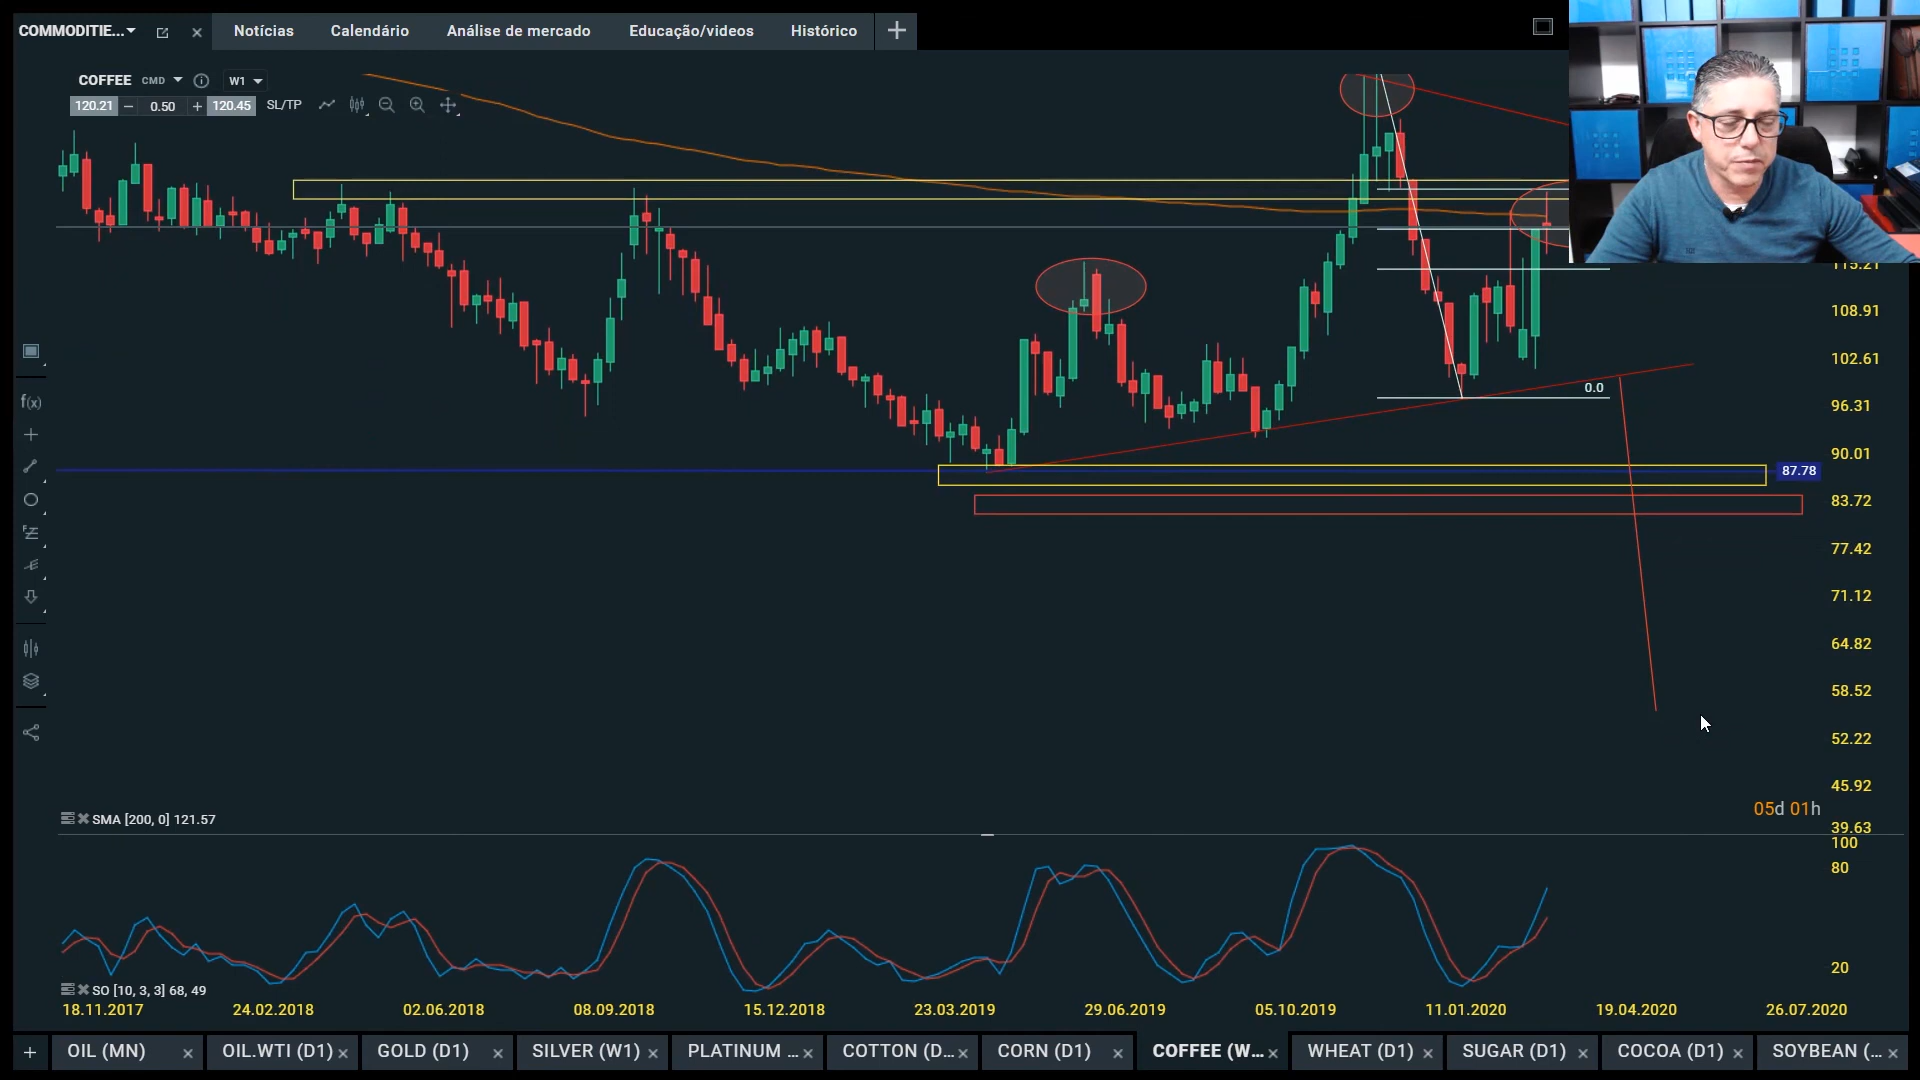 COMMODITIE...
Notícias
Calendário
Análise de mercado
Educação/videos
Histórico
COFFEE CMD W1
120.21 0.50 120.45 SL/TP
115.21
108.91
102.61
0.0
96.31
90.01
87.78
83.72
77.42
71.12
64.82
58.52
52.22
45.92
05d 01h
SMA [200, 0] 121.57
39.63
100
80
20
SO [10, 3, 3] 68, 49
18.11.2017 24.02.2018 02.06.2018 08.09.2018 15.12.2018 23.03.2019 29.06.2019 05.10.2019 11.01.2020 19.04.2020 26.07.2020
OIL (MN) OIL.WTI (D1) GOLD (D1) SILVER (W1) PLATINUM ... COTTON (D... CORN (D1) COFFEE (W... WHEAT (D1) SUGAR (D1) COCOA (D1) SOYBEAN (...
f(x)